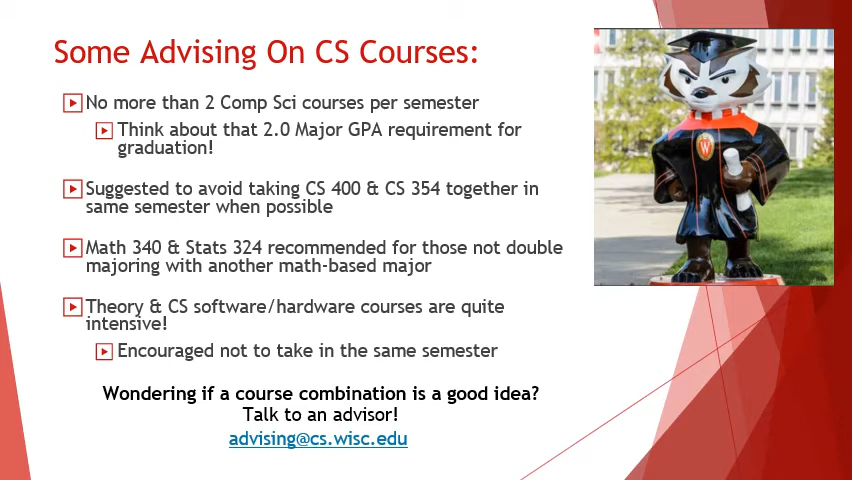 Some Advising On CS Courses:
No more than 2 Comp Sci courses per semester
Think about that 2.0 Major GPA requirement for
graduation!
Suggested to avoid taking CS 400 & CS 354 together in
same semester when possible
Math 340 & Stats 324 recommended for those not double
majoring with another math-based major
Theory & CS software/hardware courses are quite
intensive!
Encouraged not to take in the same semester
Wondering if a course combination is a good idea?
Talk to an advisor!
advising@cs.wisc.edu
W